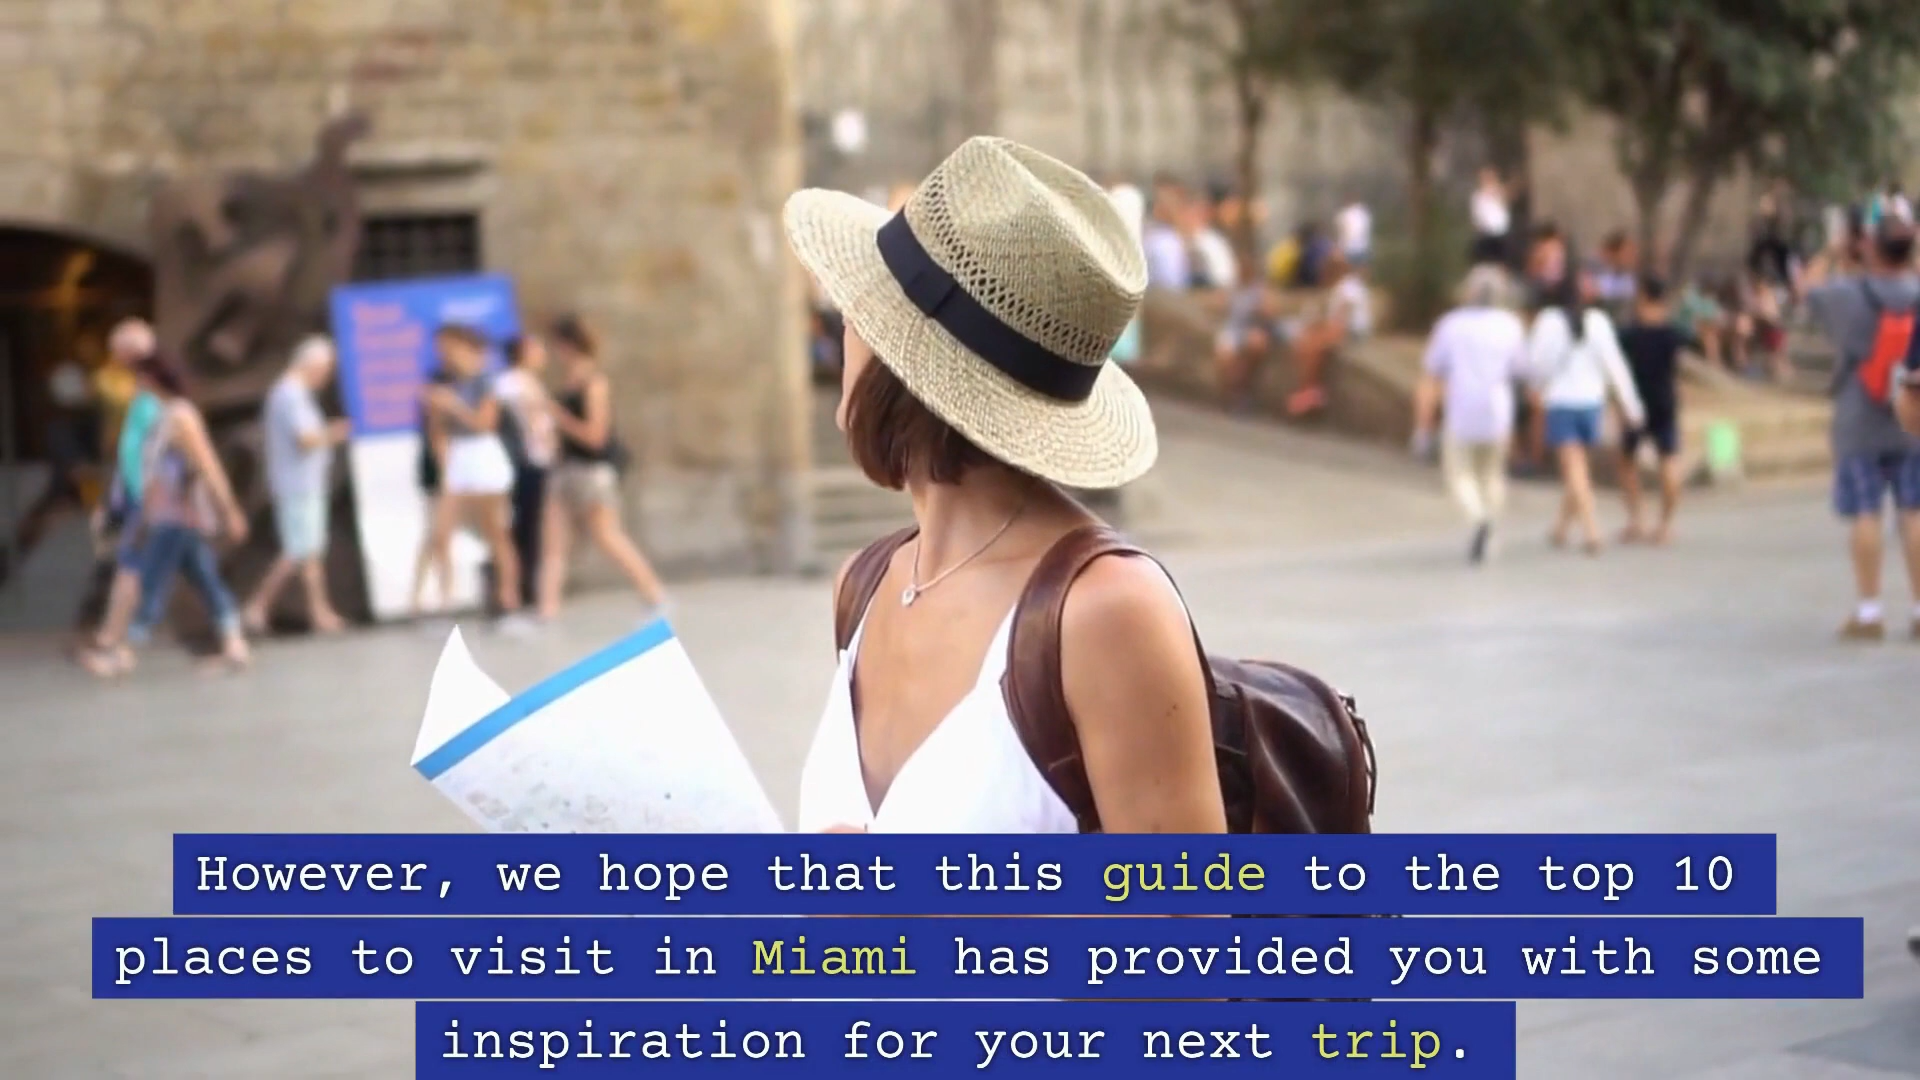 However, we hope that this guide to the top 10
places to visit in Miami has provided you with some
inspiration for your next trip.